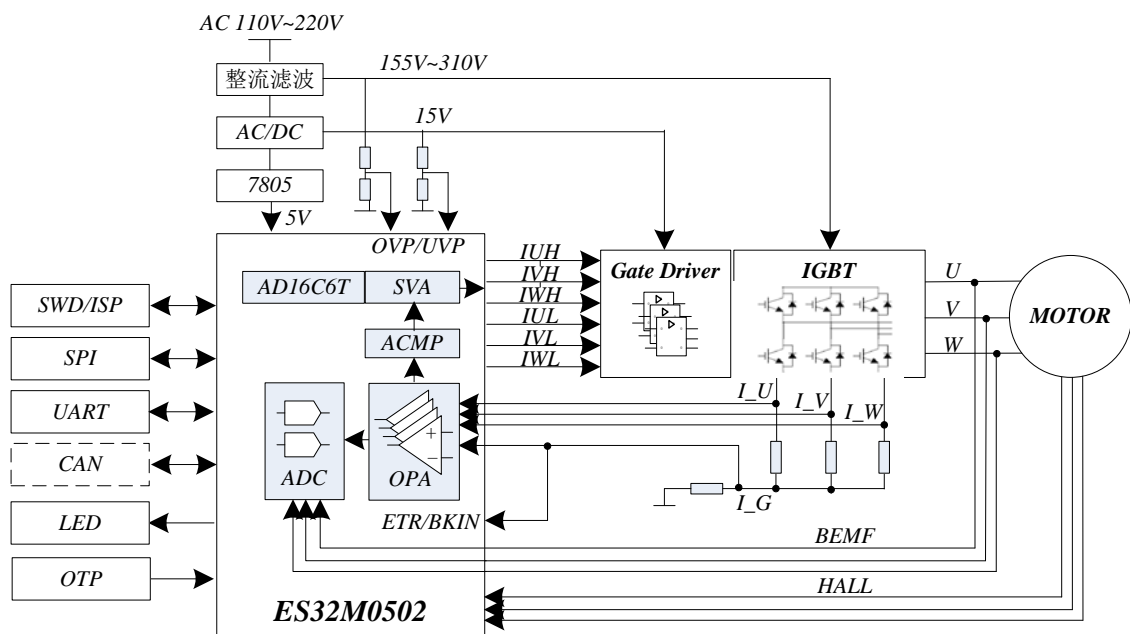 AC 110V~220V
整流滤波
155V~310V
AC/DC
15V
7805
5V
OVP/UVP
IUH
IVH
IWH
IUL
IVL
IWL
Gate Driver
IGBT
U
V
W
MOTOR
AD16C6T
SVA
ACMP
SWD/ISP
SPI
UART
CAN
LED
OTP
ADC
OPA
I_U
I_V
I_W
I_G
ETR/BKIN
BEMF
HALL
ES32M0502